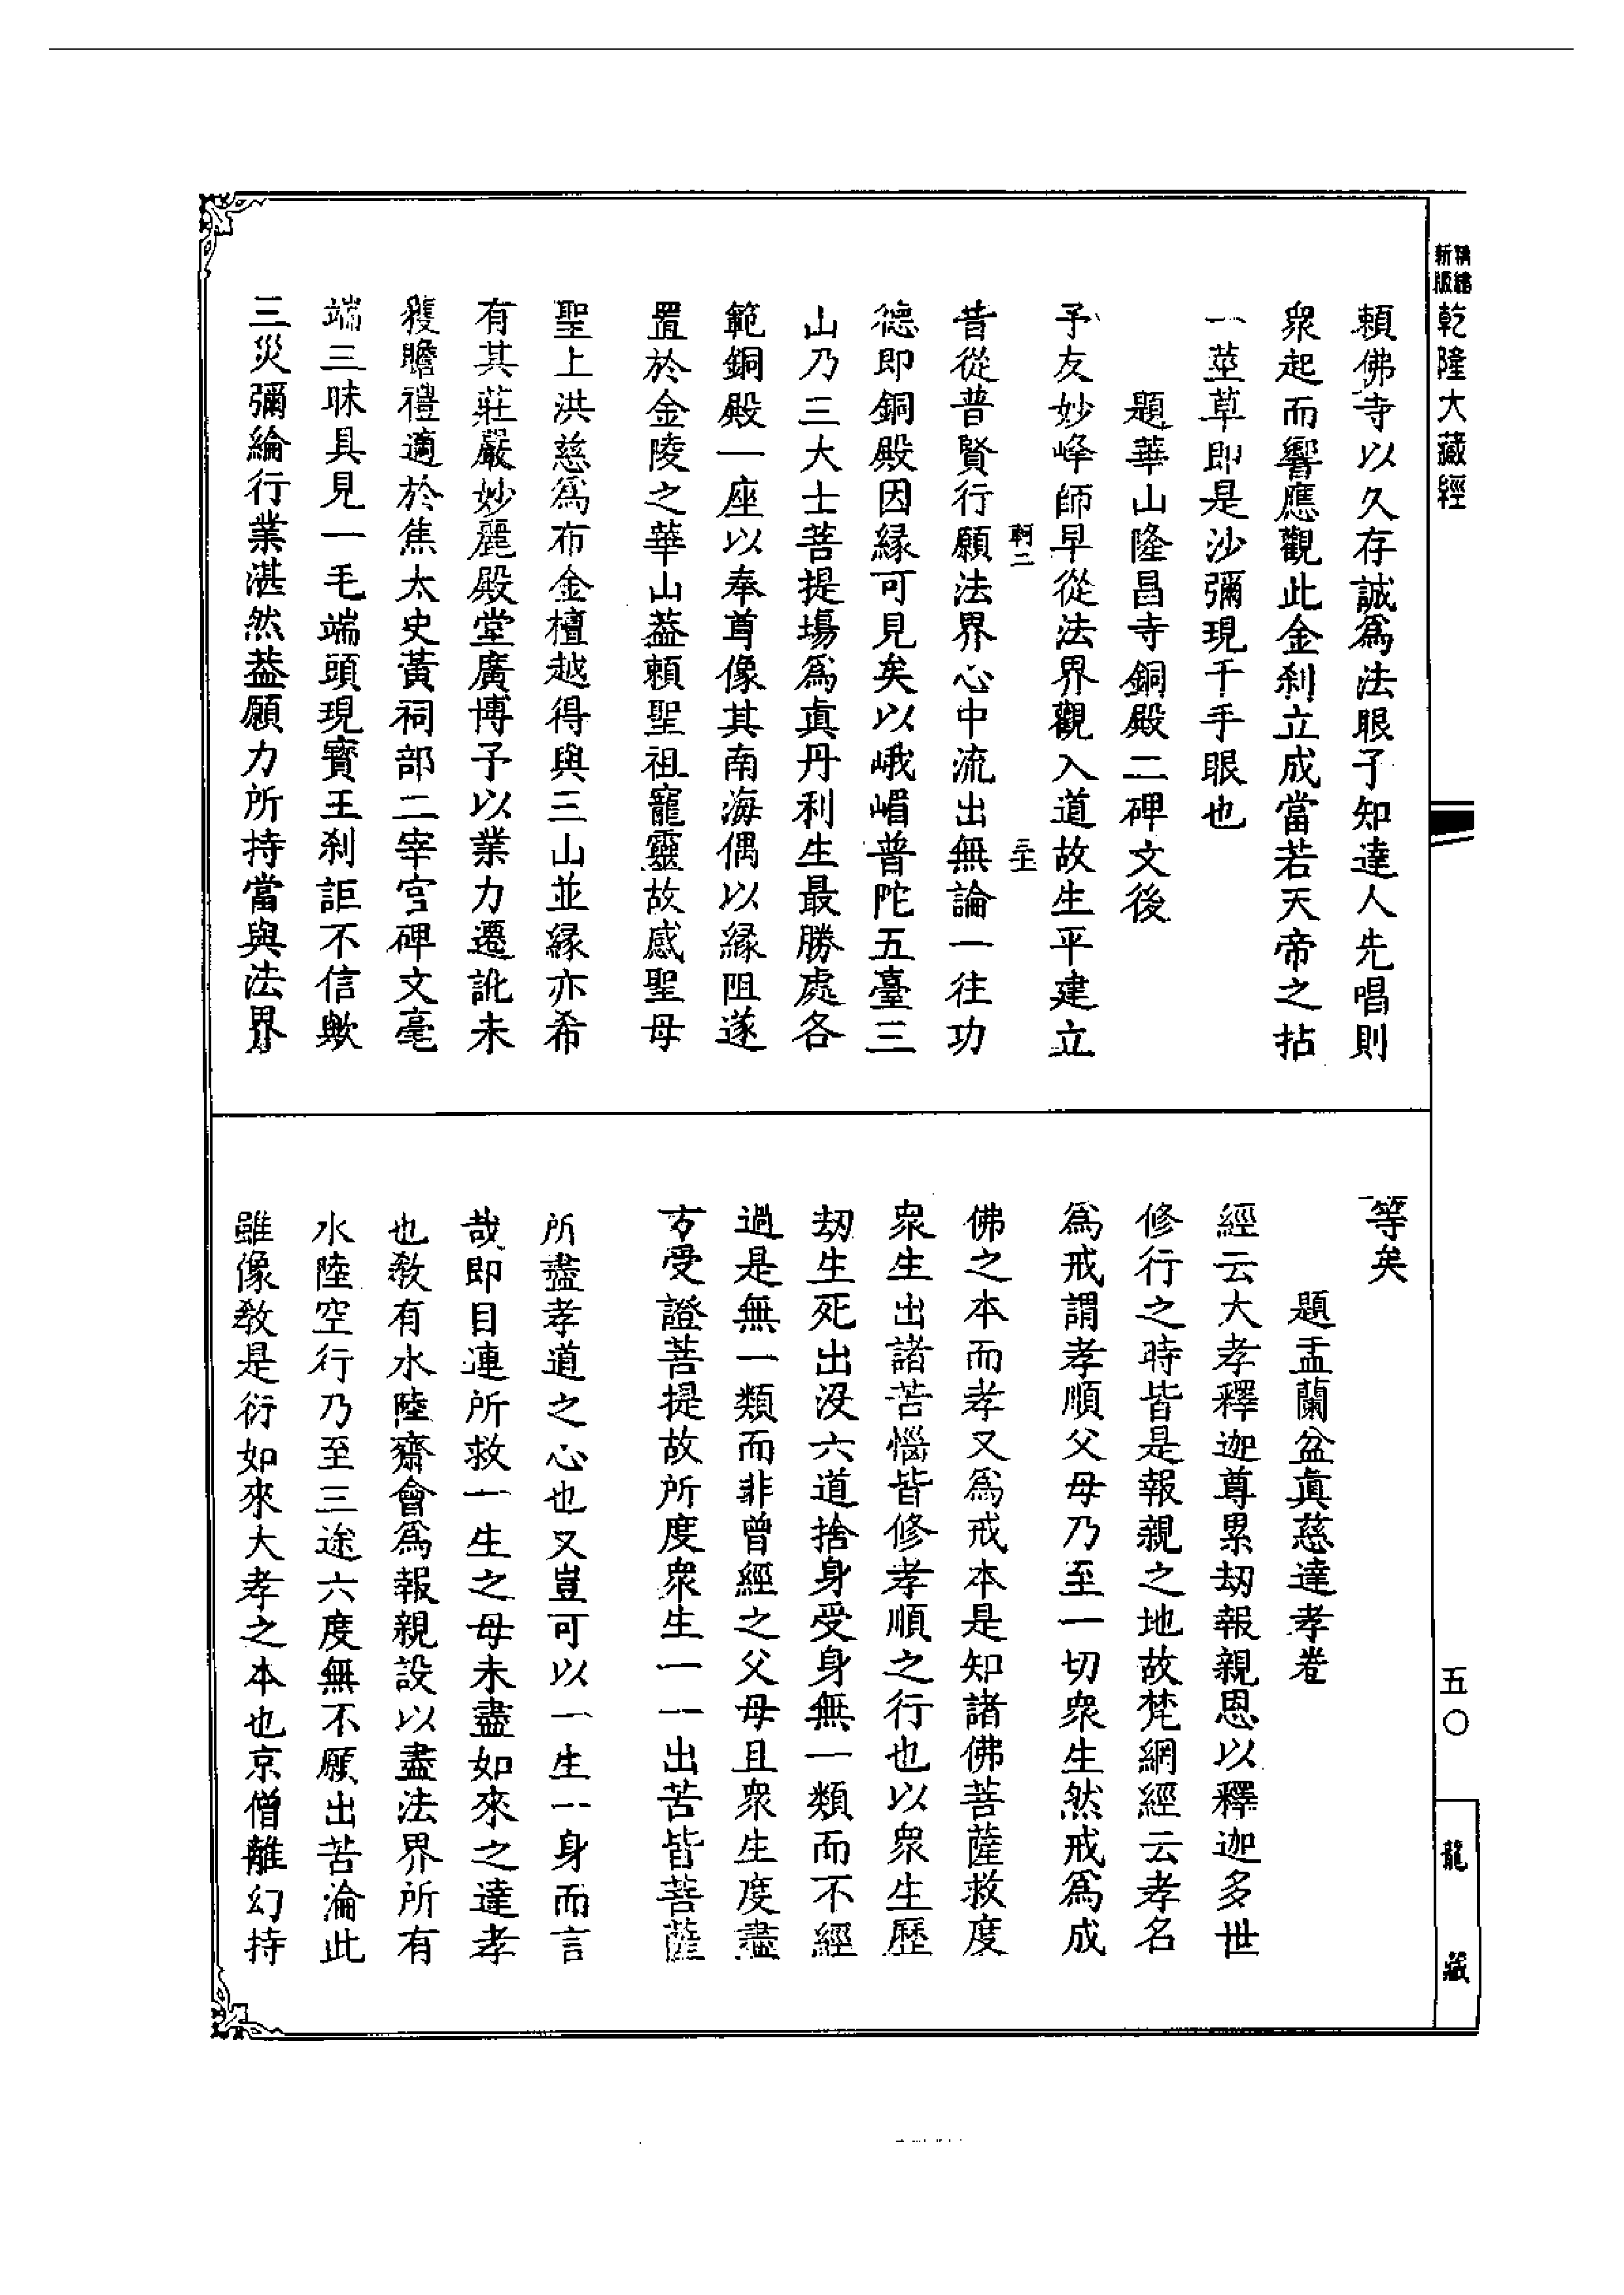 精縮
新版
乾隆大藏經
賴佛寺以久存誠爲法眼子知達人先唱則
衆起而響應觀此金刹立成當若天帝之拈
一莖草即是沙彌現千手眼也
題華山隆昌寺銅殿二碑文後
予友妙峰師早從法界觀入道故生平建立
軻二
昔從普賢行願法界心中流出無論一往功
德即銅殿因緣可見矣以峨嵋普陀五臺三
山乃三大士菩提場爲眞丹利生最勝處各
範銅殿一座以奉尊像其南海偶以緣阻遂
置於金陵之華山葢賴聖祖寵靈故感聖母
聖上洪慈爲布金檀越得與三山並緣亦希
有其莊嚴妙麗殿堂廣博予以業力遷訛未
獲瞻禮適於焦太史黃祠部二宰官碑文毫
端三昧具見一毛端頭現寶王刹詎不信歟
三災彌綸行業湛然葢願力所持當與法界
等矣
題盂蘭盆眞慈達孝卷
經云大孝釋迦尊累劫報親恩以釋迦多世
修行之時皆是報親之地故梵網經云孝名
爲戒謂孝順父母乃至一切衆生然戒爲成
佛之本而孝又爲戒本是知諸佛菩薩救度
衆生出諸苦惱皆修孝順之行也以衆生歷
劫生死出没六道捨身受身無一類而不經
過是無一類而非曾經之父母且衆生度盡
方受證菩提故所度衆生一一出苦皆菩薩
所盡孝道之心也又豈可以一生一身而言
哉即目連所救一生之母未盡如來之達孝
也教有水陸齋會爲報親設以盡法界所有
水陸空行乃至三途六度無不願出苦淪此
雖像教是衍如來大孝之本也京僧離幻持
五〇
龍藏